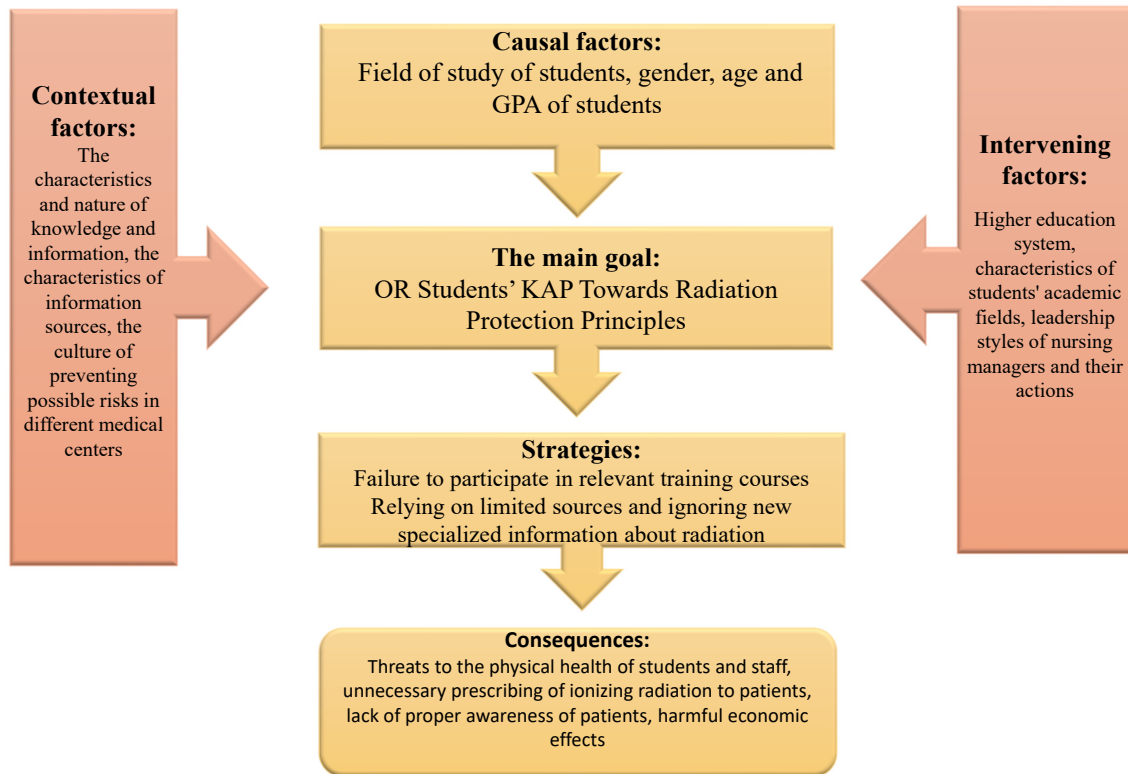 Contextual
factors:
The
characteristics
and nature of
knowledge and
information, the
characteristics of
information
sources, the
culture of
preventing
possible risks in
different medical
centers
Causal factors:
Field of study of students, gender, age and
GPA of students
The main goal:
OR Students’ KAP Towards Radiation
Protection Principles
Strategies:
Failure to participate in relevant training courses
Relying on limited sources and ignoring new
specialized information about radiation
Consequences:
Threats to the physical health of students and staff,
unnecessary prescribing of ionizing radiation to patients,
lack of proper awareness of patients, harmful economic
effects
Intervening
factors:
Higher education
system,
characteristics of
students' academic
fields, leadership
styles of nursing
managers and their
actions